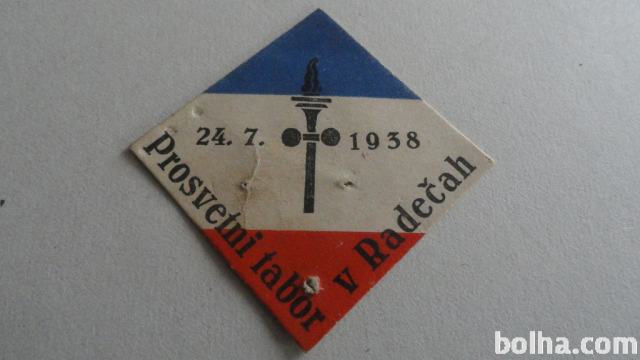 24. 7. 1938
Prosvetni tabor
v Radečah
bolha.com